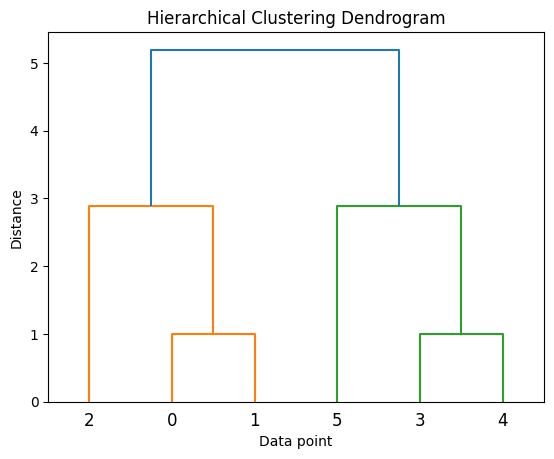 Hierarchical Clustering Dendrogram
5
4
3
2
1
0
Distance
2 0 1 5 3 4
Data point